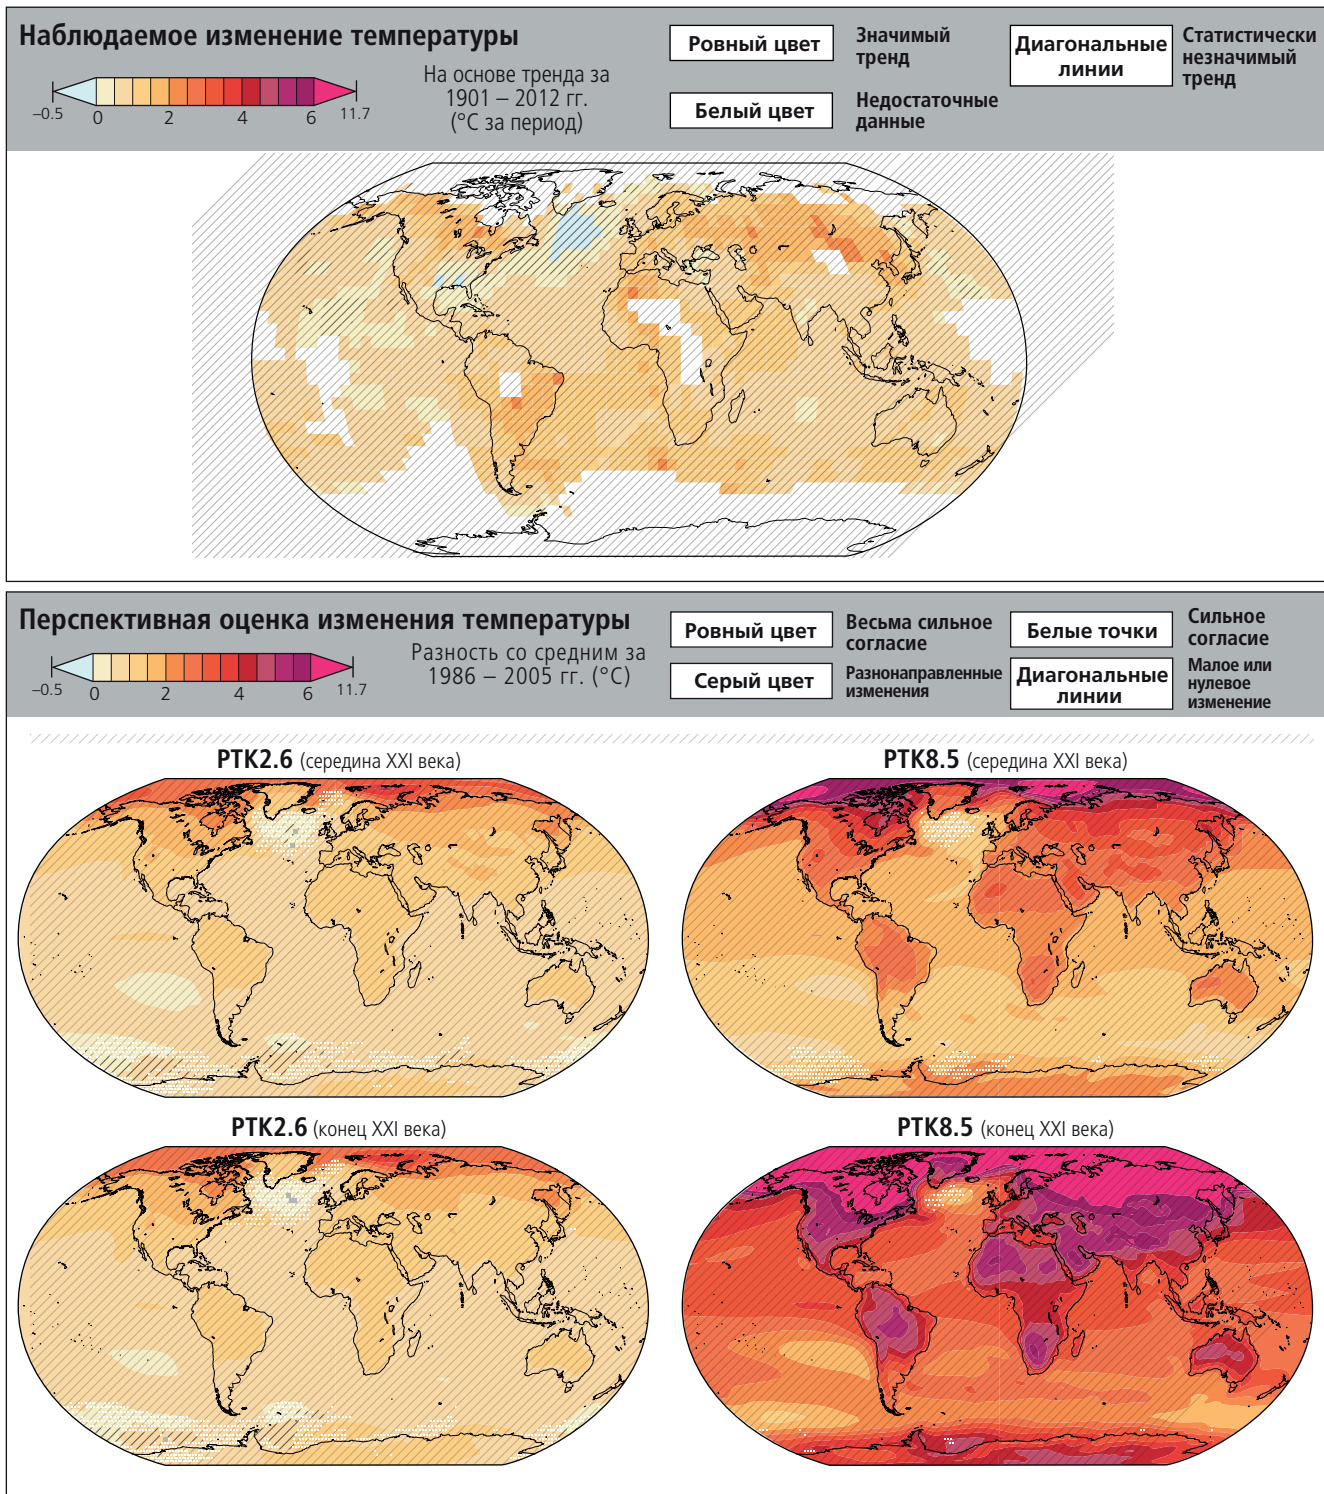 Наблюдаемое изменение температуры
–0.5 0 2 4 6 11.7
На основе тренда за
1901 – 2012 гг.
(°C за период)
Ровный цвет
Значимый
тренд
Диагональные
линии
Статистически
незначимый
тренд
Белый цвет
Недостаточные
данные
Перспективная оценка изменения температуры
–0.5 0 2 4 6 11.7
Разность со средним за
1986 – 2005 гг. (°C)
Ровный цвет
Весьма сильное
согласие
Белые точки
Сильное
согласие
Серый цвет
Разнонаправленные
изменения
Диагональные
линии
Малое или
нулевое
изменение
РТК2.6 (середина XXI века)
РТК8.5 (середина XXI века)
РТК2.6 (конец XXI века)
РТК8.5 (конец XXI века)